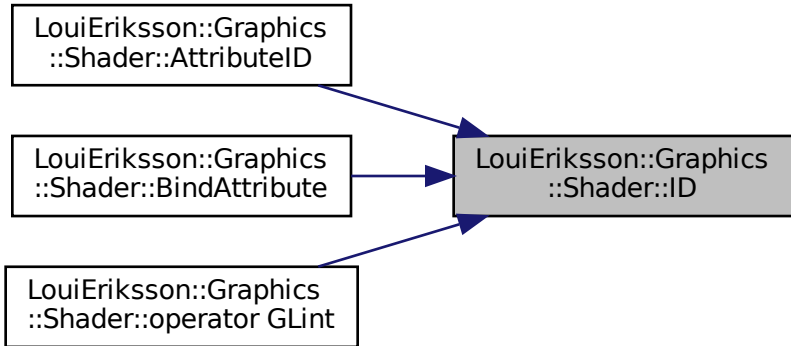 LouiEriksson::Graphics
::Shader::AttributeID
LouiEriksson::Graphics
::Shader::BindAttribute
LouiEriksson::Graphics
::Shader::operator GLint
LouiEriksson::Graphics
::Shader::ID